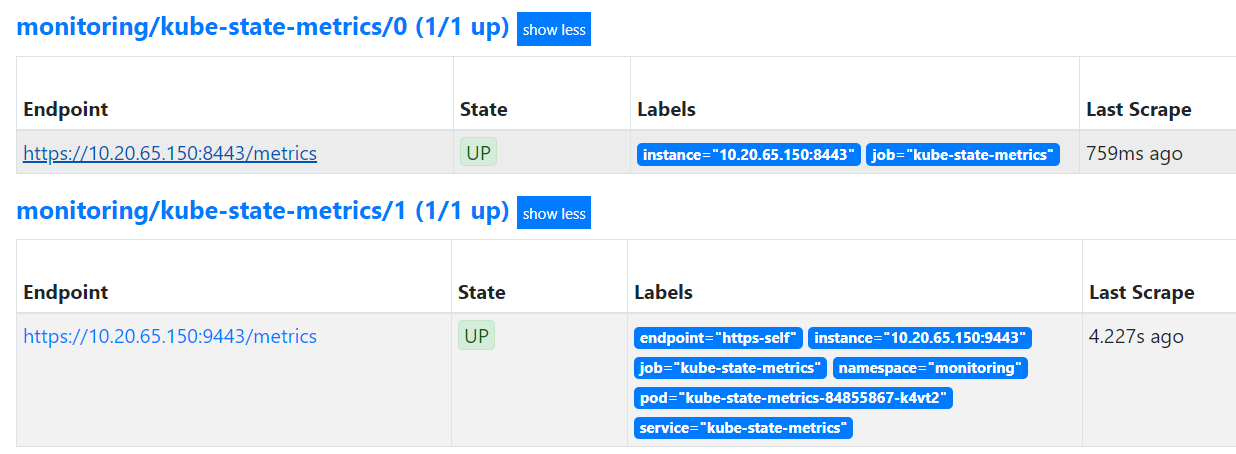 monitoring/kube-state-metrics/0 (1/1 up) show less
Endpoint State Labels Last Scrape
https://10.20.65.150:8443/metrics UP instance="10.20.65.150:8443" job="kube-state-metrics" 759ms ago
monitoring/kube-state-metrics/1 (1/1 up) show less
Endpoint State Labels Last Scrape
https://10.20.65.150:9443/metrics UP endpoint="https-self" instance="10.20.65.150:9443" 4.227s ago
job="kube-state-metrics" namespace="monitoring"
pod="kube-state-metrics-84855867-k4vt2"
service="kube-state-metrics"